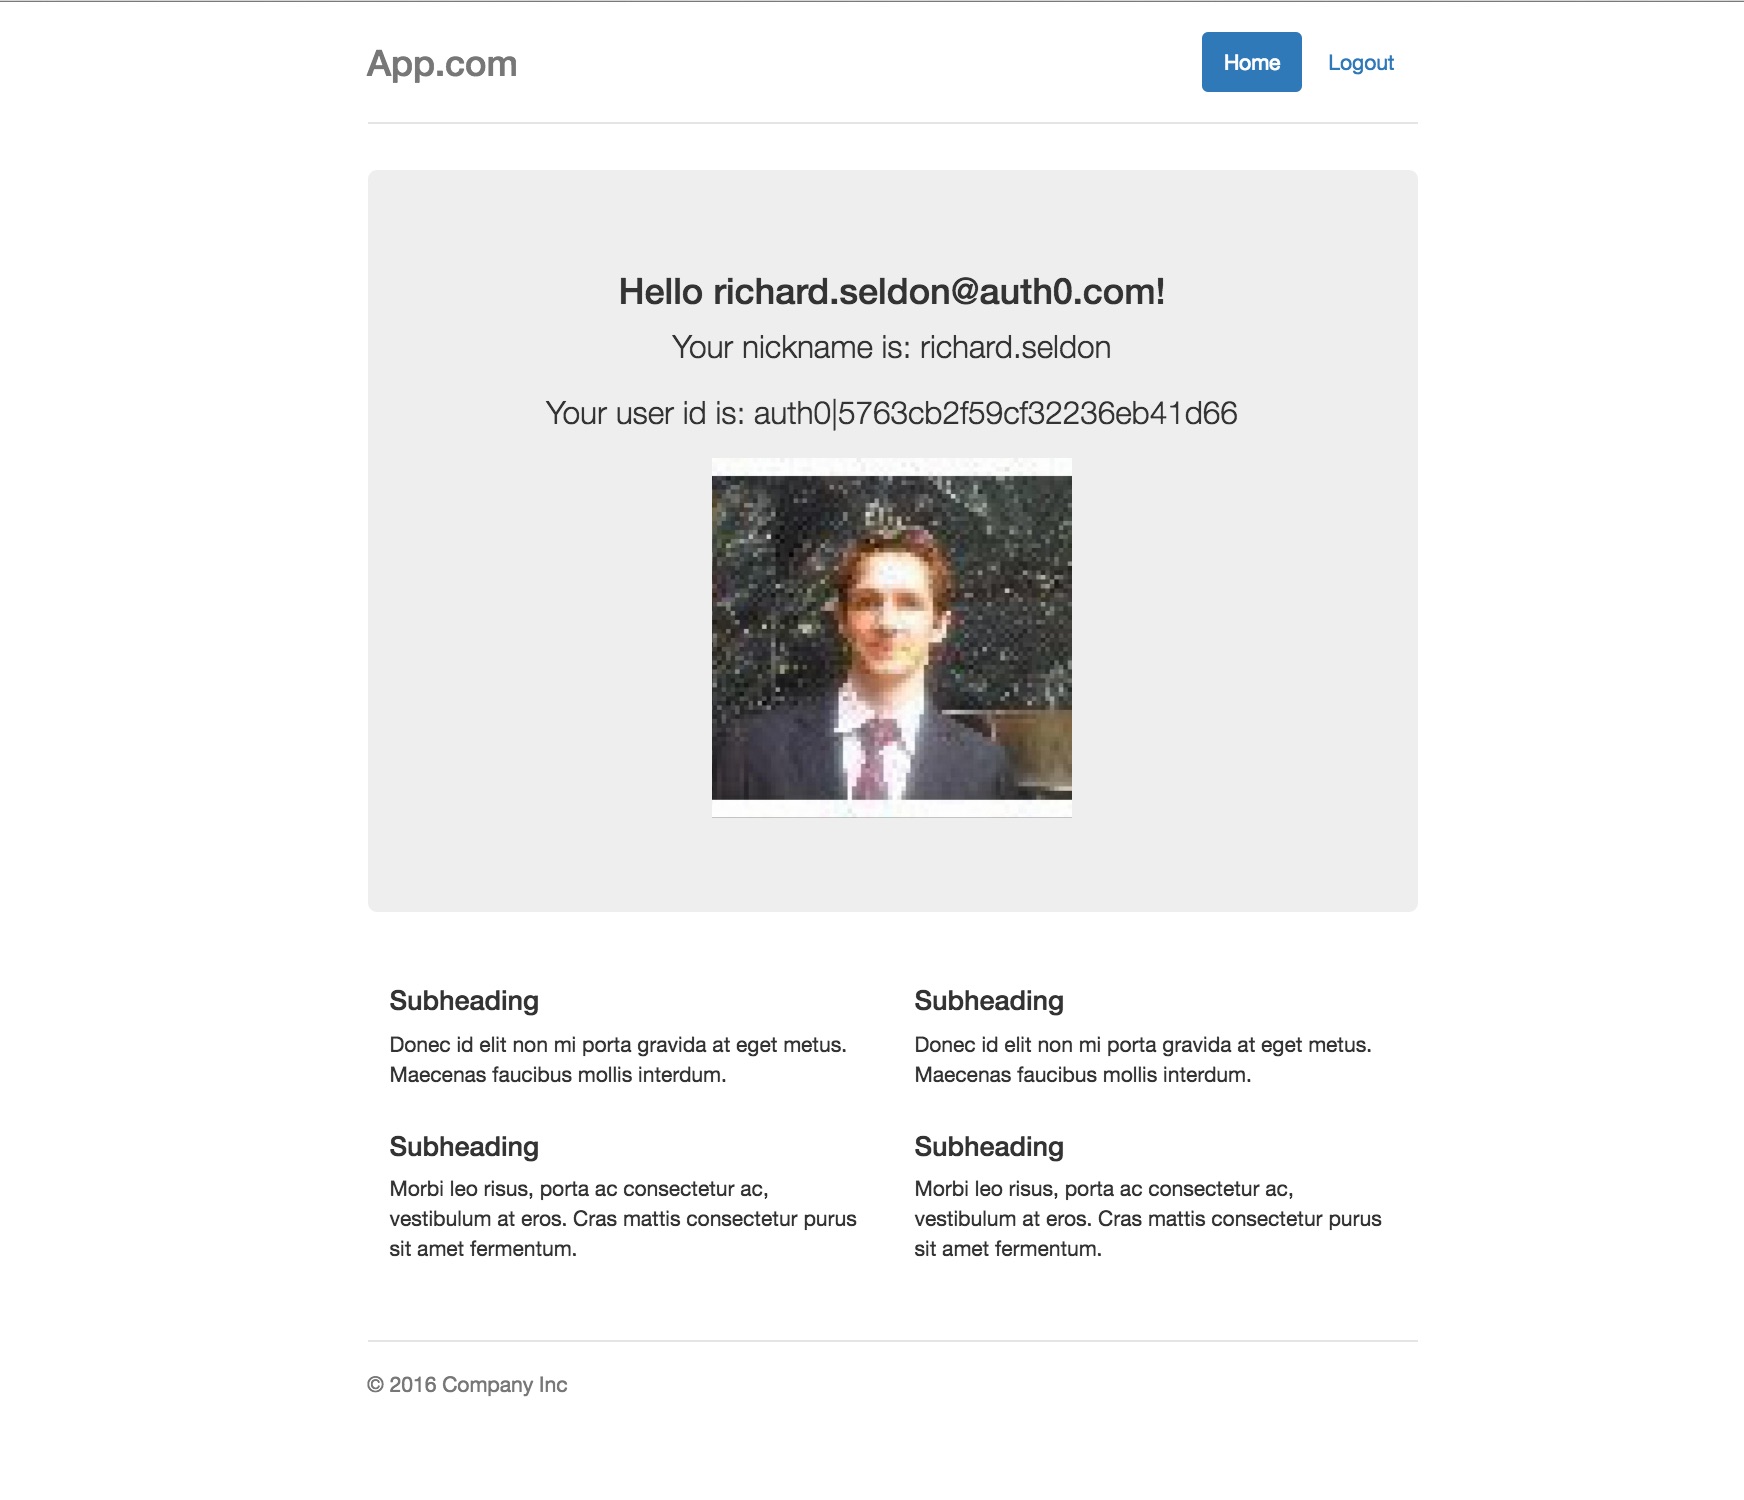 App.com
Home
Logout
Hello richard.seldon@auth0.com!
Your nickname is: richard.seldon
Your user id is: auth0|5763cb2f59cf32236eb41d66
Subheading
Donec id elit non mi porta gravida at eget metus.
Maecenas faucibus mollis interdum.
Subheading
Morbi leo risus, porta ac consectetur ac,
vestibulum at eros. Cras mattis consectetur purus
sit amet fermentum.
Subheading
Donec id elit non mi porta gravida at eget metus.
Maecenas faucibus mollis interdum.
Subheading
Morbi leo risus, porta ac consectetur ac,
vestibulum at eros. Cras mattis consectetur purus
sit amet fermentum.
© 2016 Company Inc